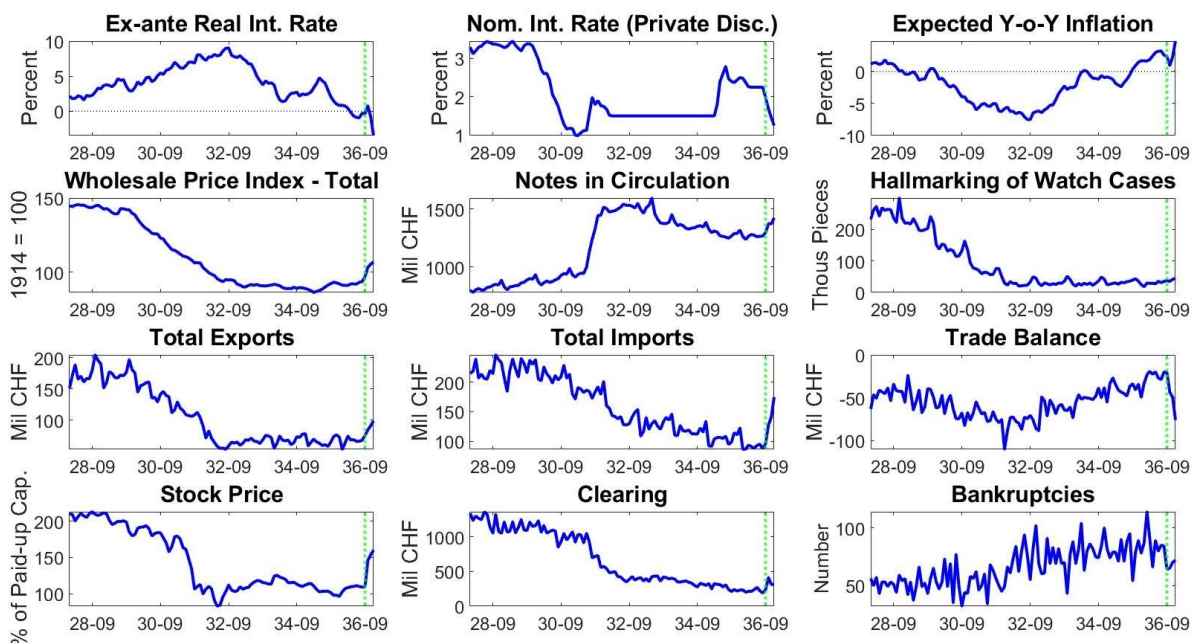 Ex-ante Real Int. Rate
Percent
10
5
0
28-09 30-09 32-09 34-09 36-09
Nom. Int. Rate (Private Disc.)
Percent
3
2
1
28-09 30-09 32-09 34-09 36-09
Expected Y-o-Y Inflation
Percent
0
-5
-10
28-09 30-09 32-09 34-09 36-09
Wholesale Price Index - Total
1914 = 100
150
100
28-09 30-09 32-09 34-09 36-09
Notes in Circulation
Mil CHF
1500
1000
28-09 30-09 32-09 34-09 36-09
Hallmarking of Watch Cases
Thous Pieces
200
100
0
28-09 30-09 32-09 34-09 36-09
Total Exports
Mil CHF
200
150
100
28-09 30-09 32-09 34-09 36-09
Total Imports
Mil CHF
200
150
100
28-09 30-09 32-09 34-09 36-09
Trade Balance
Mil CHF
0
-50
-100
28-09 30-09 32-09 34-09 36-09
Stock Price
% of Paid-up Cap.
200
150
100
28-09 30-09 32-09 34-09 36-09
Clearing
Mil CHF
1000
500
0
28-09 30-09 32-09 34-09 36-09
Bankruptcies
Number
100
50
28-09 30-09 32-09 34-09 36-09